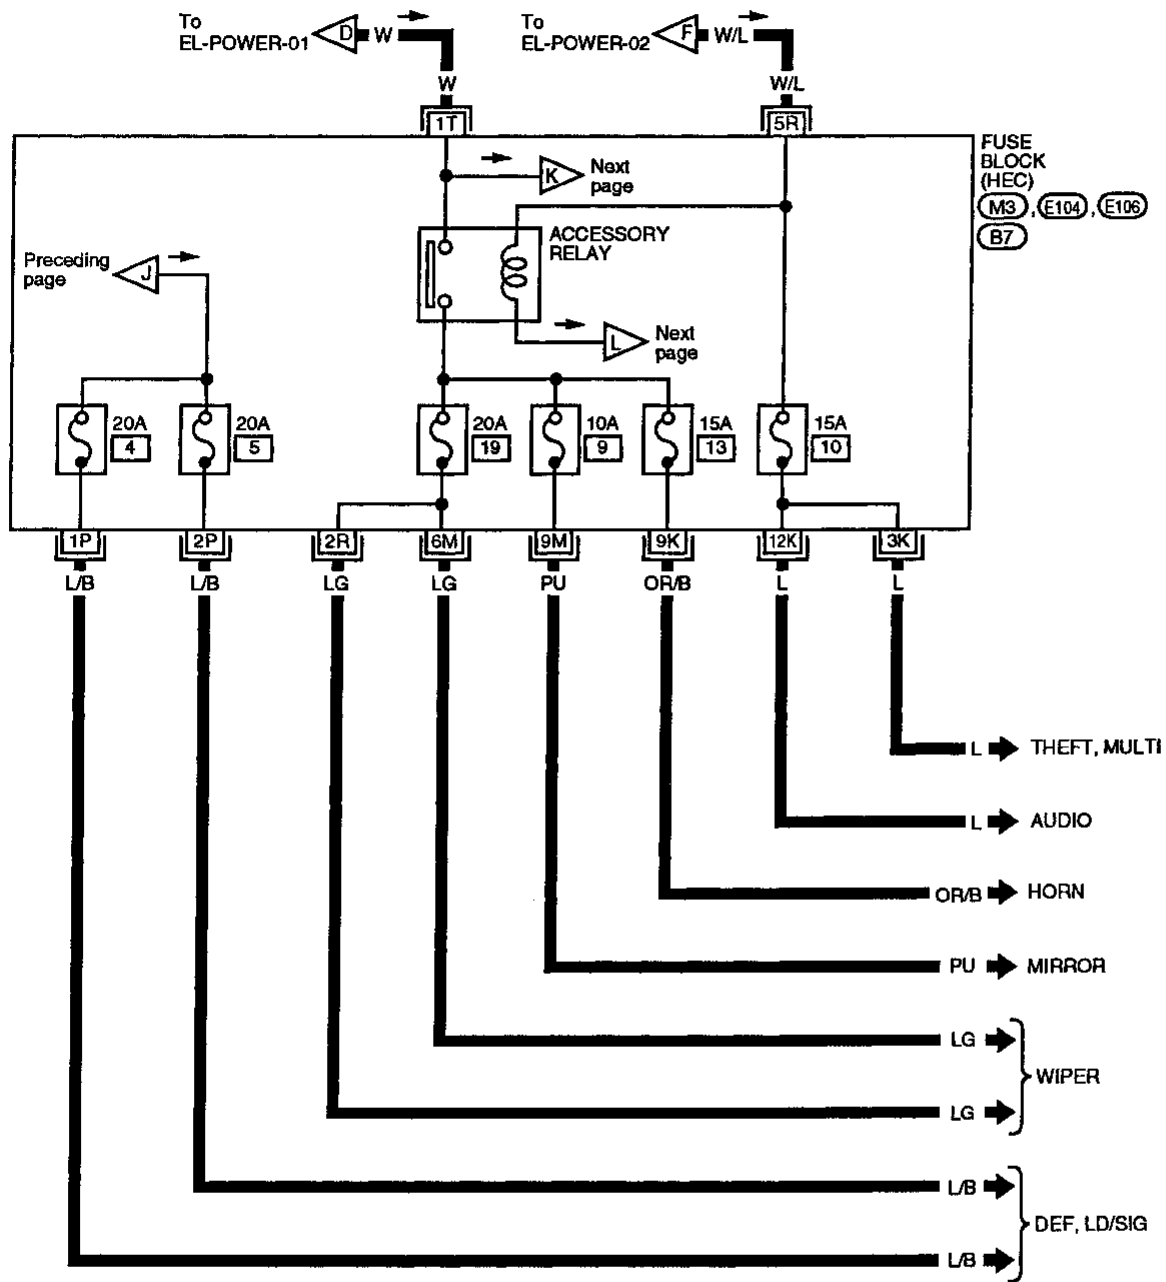 To
EL-POWER-01
D
W
To
EL-POWER-02
F
W/L
W
W/L
1T
5R
FUSE
BLOCK
(HEC)
M3 , E104 , E106
B7
K
Next
page
ACCESSORY
RELAY
Preceding
page
J
L
Next
page
20A
4
20A
5
20A
19
10A
9
15A
13
15A
10
1P
2P
2R
6M
9M
9K
12K
3K
L/B
L/B
LG
LG
PU
OR/B
L
L
L
THEFT, MULTI
L
AUDIO
OR/B
HORN
PU
MIRROR
LG
WIPER
LG
L/B
DEF, LD/SIG
L/B